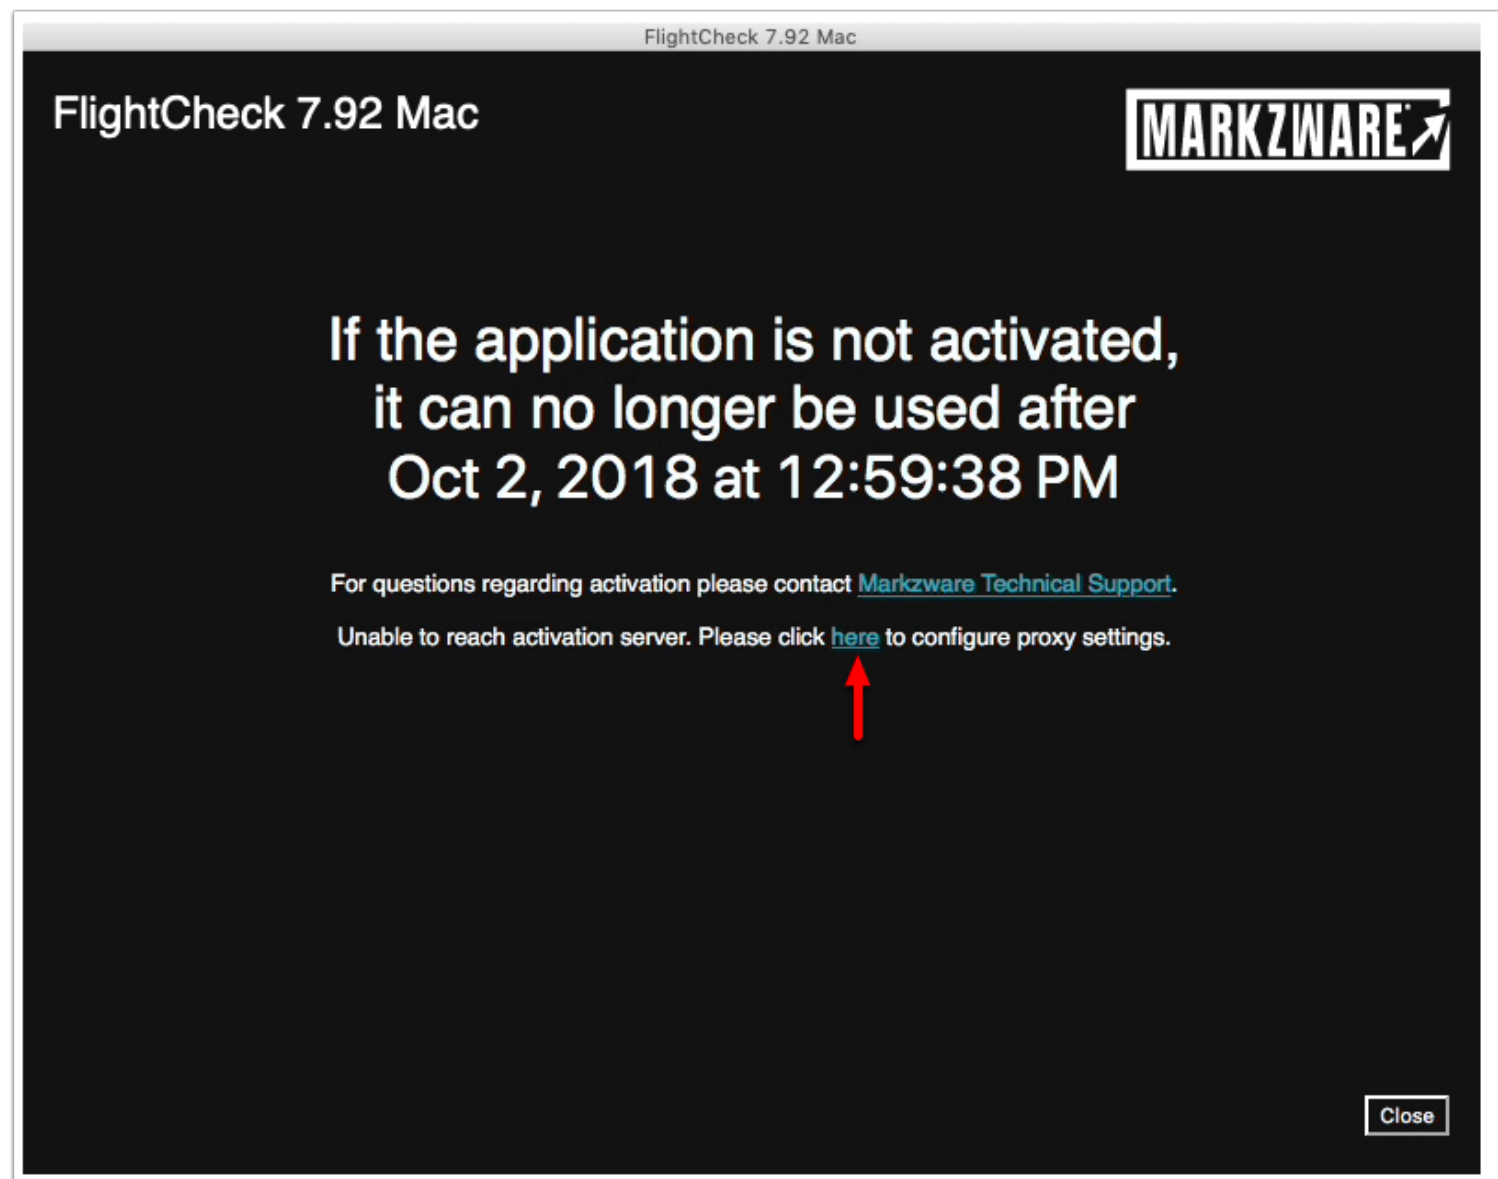 FlightCheck 7.92 Mac
FlightCheck 7.92 Mac
MARKZWARE
If the application is not activated,
it can no longer be used after
Oct 2, 2018 at 12:59:38 PM
For questions regarding activation please contact Markzware Technical Support.
Unable to reach activation server. Please click here to configure proxy settings.
Close